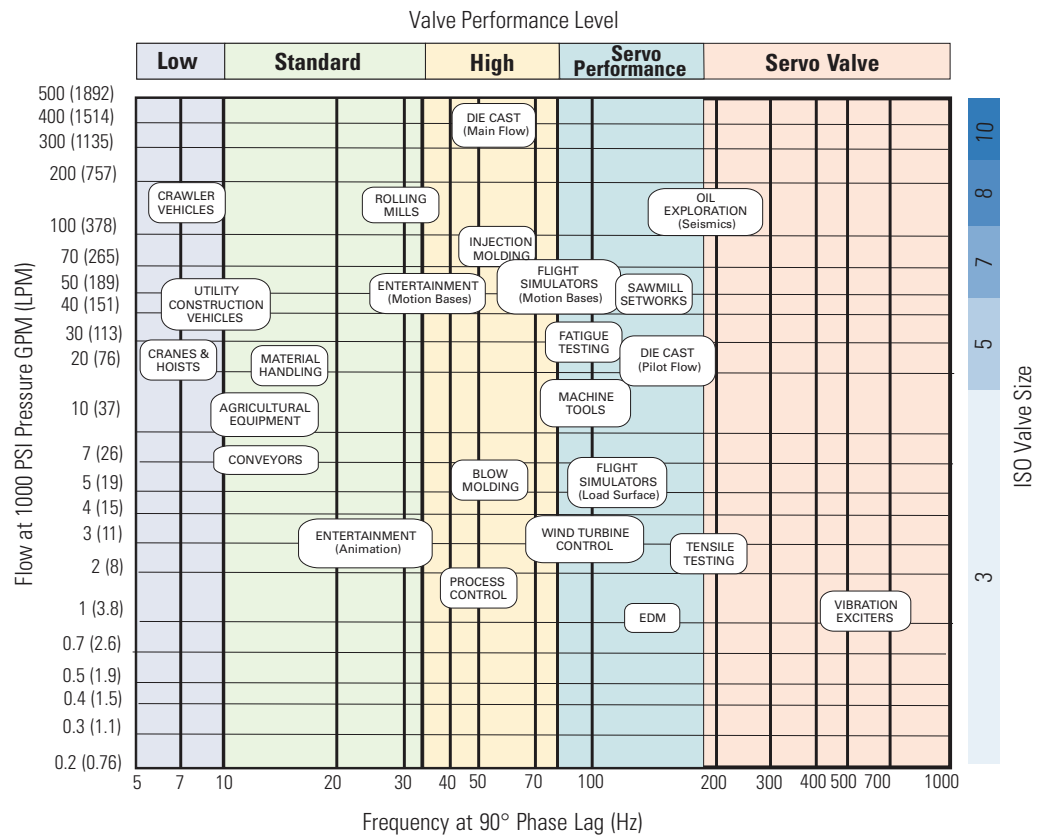 Valve Performance Level
Low
Standard
High
Servo
Performance
Servo Valve
Flow at 1000 PSI Pressure GPM (LPM)
500 (1892)
400 (1514)
300 (1135)
200 (757)
100 (378)
70 (265)
50 (189)
40 (151)
30 (113)
20 (76)
10 (37)
7 (26)
5 (19)
4 (15)
3 (11)
2 (8)
1 (3.8)
0.7 (2.6)
0.5 (1.9)
0.4 (1.5)
0.3 (1.1)
0.2 (0.76)
DIE CAST
(Main Flow)
CRAWLER
VEHICLES
ROLLING
MILLS
OIL
EXPLORATION
(Seismics)
INJECTION
MOLDING
UTILITY
CONSTRUCTION
VEHICLES
ENTERTAINMENT
(Motion Bases)
FLIGHT
SIMULATORS
(Motion Bases)
SAWMILL
SETWORKS
FATIGUE
TESTING
CRANES &
HOISTS
MATERIAL
HANDLING
DIE CAST
(Pilot Flow)
AGRICULTURAL
EQUIPMENT
MACHINE
TOOLS
CONVEYORS
BLOW
MOLDING
FLIGHT
SIMULATORS
(Load Surface)
ENTERTAINMENT
(Animation)
WIND TURBINE
CONTROL
TENSILE
TESTING
PROCESS
CONTROL
EDM
VIBRATION
EXCITERS
10
8
7
5
3
ISO Valve Size
5 7 10 20 30 40 50 70 100 200 300 400 500 700 1000
Frequency at 90° Phase Lag (Hz)